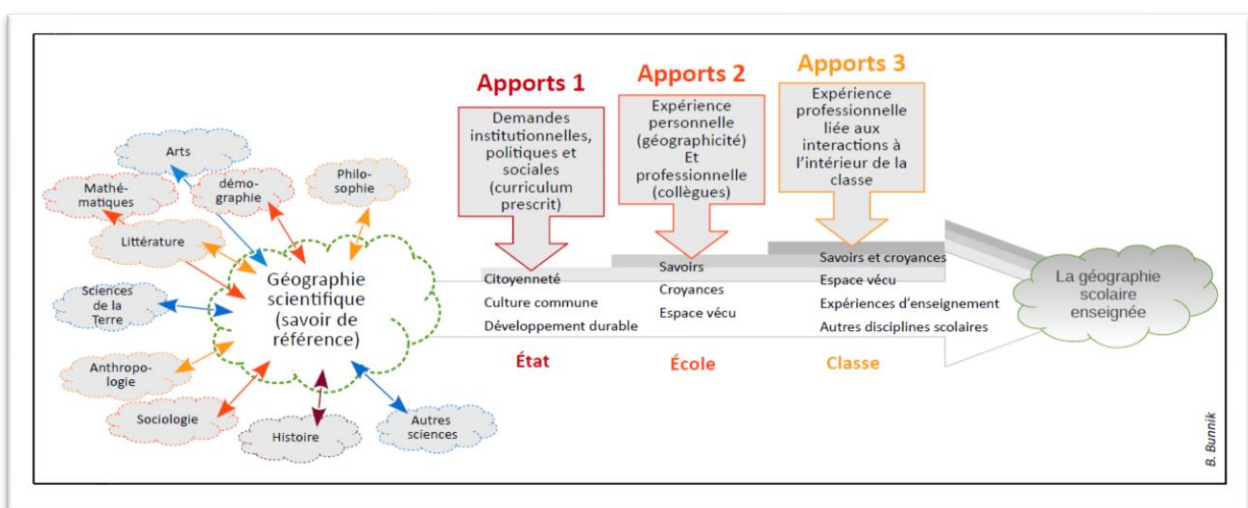 Apports 1
Demandes
institutionnelles,
politiques et
sociales
(curriculum
prescrit)
Apports 2
Expérience
personnelle
(géographicité)
Et
professionnelle
(collègues)
Apports 3
Expérience
professionnelle
liée aux
interactions à
l'intérieur de la
classe
Arts
Mathé-
matiques
démo-
graphie
Philo-
sophie
Littérature
Sciences
de la
Terre
Anthropo-
logie
Sociologie
Histoire
Autres
sciences
Géographie
scientifique
(savoir de
référence)
Citoyenneté
Culture commune
Développement durable
État
Savoirs
Croyances
Espace vécu
École
Savoirs et croyances
Espace vécu
Expériences d'enseignement
Autres disciplines scolaires
Classe
La géographie
scolaire
enseignée
B. Bunnik